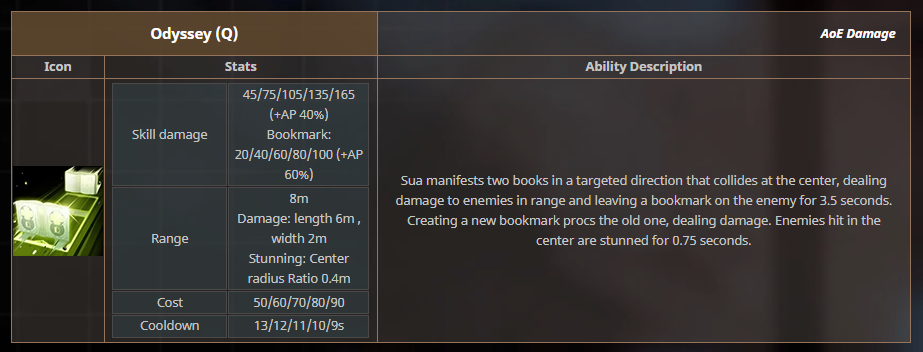 Odyssey (Q)
AoE Damage
Icon
Stats
Ability Description
Skill damage
45/75/105/135/165
(+AP 40%)
Bookmark:
20/40/60/80/100 (+AP
60%)
Range
8m
Damage: length 6m ,
width 2m
Stunning: Center
radius Ratio 0.4m
Cost
50/60/70/80/90
Cooldown
13/12/11/10/9s
Sua manifests two books in a targeted direction that collides at the center, dealing
damage to enemies in range and leaving a bookmark on the enemy for 3.5 seconds.
Creating a new bookmark procs the old one, dealing damage. Enemies hit in the
center are stunned for 0.75 seconds.